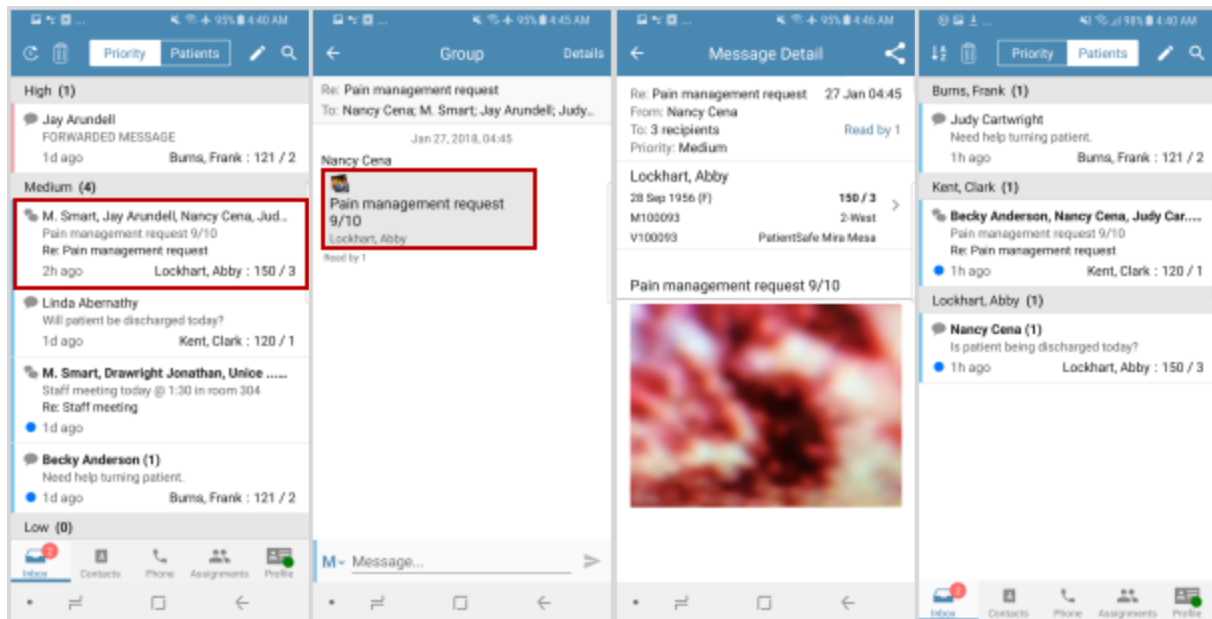 ... 95% 4:40 AM
Priority Patients
High (1)
Jay Arundell
FORWARDED MESSAGE
1d ago Burns, Frank : 121 / 2
Medium (4)
M. Smart, Jay Arundell, Nancy Cena, Jud...
Pain management request 9/10
Re: Pain management request
2h ago Lockhart, Abby : 150 / 3
Linda Abernathy
Will patient be discharged today?
1d ago Kent, Clark : 120 / 1
M. Smart, Drawright Jonathan, Unice ......
Staff meeting today @ 1:30 in room 304
Re: Staff meeting
1d ago
Becky Anderson (1)
Need help turning patient.
1d ago Burns, Frank : 121 / 2
Low (0)
2
Inbox Contacts Phone Assignments Profile
... 95% 4:45 AM
Group Details
Re: Pain management request
To: Nancy Cena; M. Smart; Jay Arundell; Judy...
Jan 27, 2018, 04:45
Nancy Cena
Pain management request
9/10
Lockhart, Abby
Read by 1
M Message...
... 95% 4:46 AM
Message Detail
Re: Pain management request 27 Jan 04:45
From: Nancy Cena
To: 3 recipients Read by 1
Priority: Medium
Lockhart, Abby
28 Sep 1956 (F) 150 / 3
M100093 2-West
V100093 PatientSafe Mira Mesa
Pain management request 9/10
... 98% 4:40 AM
Priority Patients
Burns, Frank (1)
Judy Cartwright
Need help turning patient.
1h ago Burns, Frank : 121 / 2
Kent, Clark (1)
Becky Anderson, Nancy Cena, Judy Car....
Pain management request 9/10
Re: Pain management request
1h ago Kent, Clark : 120 / 1
Lockhart, Abby (1)
Nancy Cena (1)
Is patient being discharged today?
1h ago Lockhart, Abby : 150 / 3
2
Inbox Contacts Phone Assignments Profile